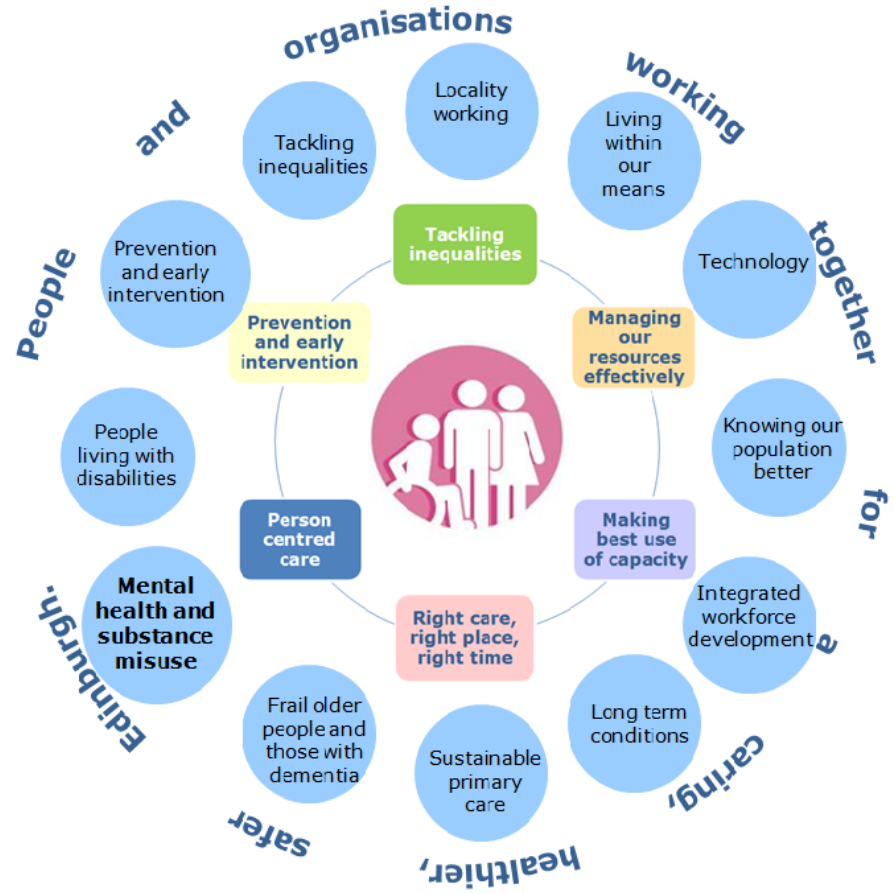 People
and
organisations
working
together
for
a
caring,
healthier,
safer
Edinburgh.
Locality
working
Living
within
our
means
Technology
Knowing our
population
better
Integrated
workforce
development
Long term
conditions
Sustainable
primary
care
Frail older
people and
those with
dementia
Mental
health and
substance
misuse
People
living with
disabilities
Prevention
and early
intervention
Tackling
inequalities
Tackling
inequalities
Managing
our
resources
effectively
Making
best use
of capacity
Right care,
right place,
right time
Person
centred
care
Prevention
and early
intervention